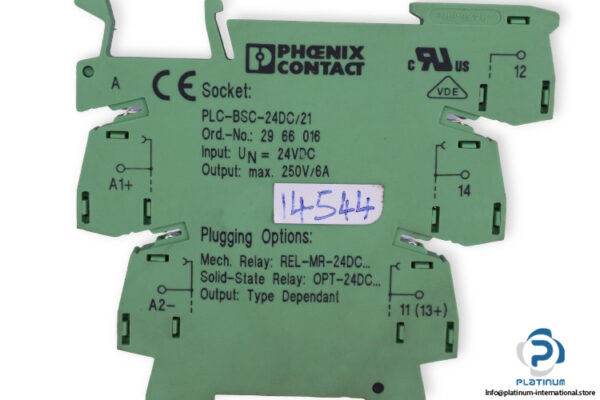 PHOENIX
CONTACT
c RU US
VDE
12
A
CE
Socket:
PLC-BSC-24DC/21
Ord.-No.: 29 66 016
Input: UN = 24VDC
Output: max. 250V/6A
A1+
14
14544
Plugging Options:
Mech. Relay: REL-MR-24DC...
Solid-State Relay: OPT-24DC...
Output: Type Dependant
A2-
11 (13+)
PLATINUM
Info@platinum-international.store